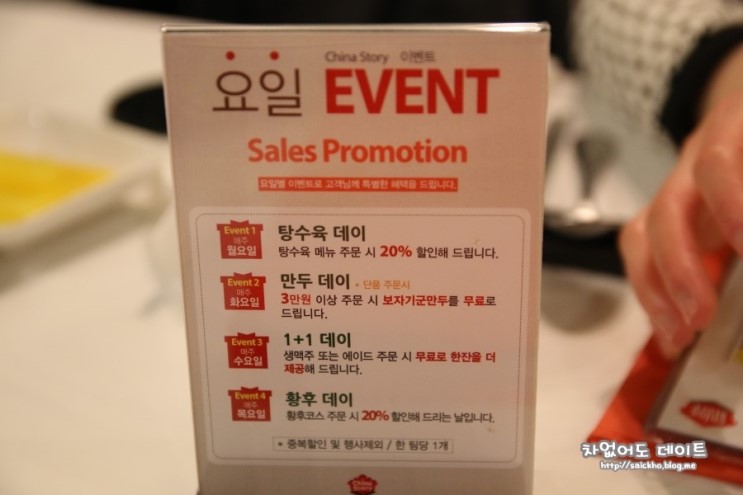 China Story 이벤트
요일 EVENT
Sales Promotion
요일별 이벤트로 고객님께 특별한 혜택을 드립니다.
Event 1
매주
월요일
탕수육 데이
탕수육 메뉴 주문 시 20% 할인해 드립니다.
Event 2
매주
화요일
만두 데이 * 단품 주문시
3만원 이상 주문 시 보자기군만두를 무료로
드립니다.
Event 3
매주
수요일
1+1 데이
생맥주 또는 에이드 주문 시 무료로 한잔을 더
제공해 드립니다.
Event 4
매주
목요일
황후 데이
황후코스 주문 시 20% 할인해 드리는 날입니다.
* 중복할인 및 행사제외 / 한 팀당 1개
China
Story
차없어도 데이트
http://saickho.blog.me